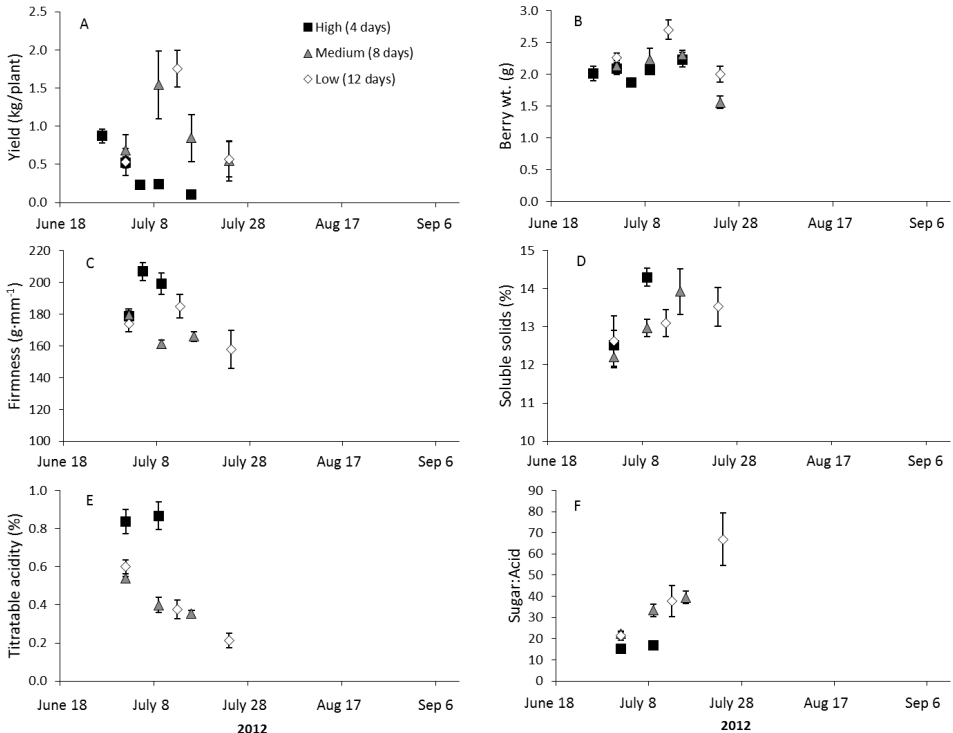 A
High (4 days)
Medium (8 days)
Low (12 days)
Yield (kg/plant)
2.5
2.0
1.5
1.0
0.5
0.0
June 18 July 8 July 28 Aug 17 Sep 6
B
Berry wt. (g)
3.0
2.5
2.0
1.5
1.0
0.5
0.0
June 18 July 8 July 28 Aug 17 Sep 6
C
Firmness (g·mm⁻¹)
220
200
180
160
140
120
100
June 18 July 8 July 28 Aug 17 Sep 6
D
Soluble solids (%)
15
14
13
12
11
10
June 18 July 8 July 28 Aug 17 Sep 6
E
Titratable acidity (%)
1.0
0.8
0.6
0.4
0.2
0.0
June 18 July 8 July 28 Aug 17 Sep 6
2012
F
Sugar:Acid
90
80
70
60
50
40
30
20
10
0
June 18 July 8 July 28 Aug 17 Sep 6
2012